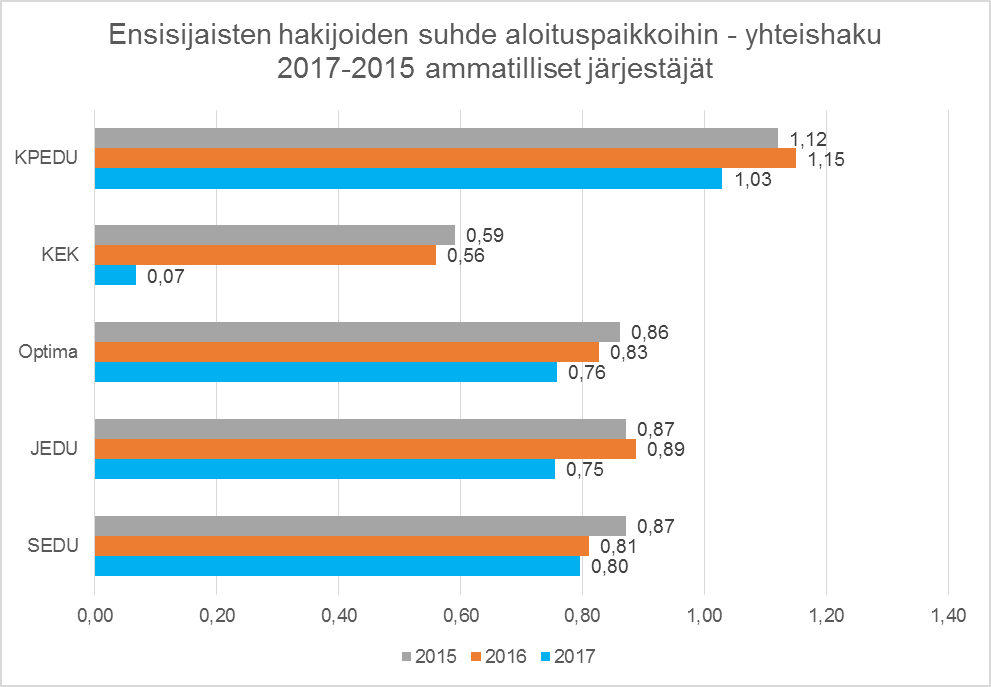 Ensisijaisten hakijoiden suhde aloituspaikkoihin - yhteishaku
2017-2015 ammatilliset järjestäjät
KPEDU
1,12
1,15
1,03
KEK
0,59
0,56
0,07
Optima
0,86
0,83
0,76
JEDU
0,87
0,89
0,75
SEDU
0,87
0,81
0,80
0,00 0,20 0,40 0,60 0,80 1,00 1,20 1,40
2015 2016 2017